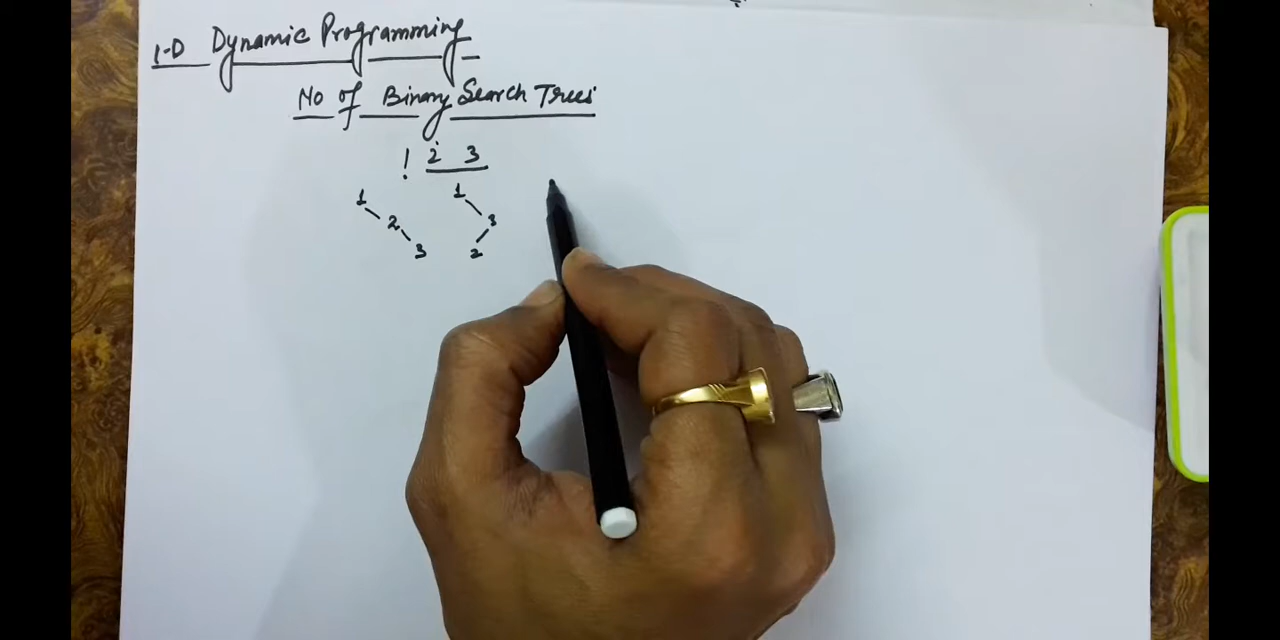 1-D Dynamic Programming
No of Binary Search Trees
1 2 3
1 1
2 3
3 2